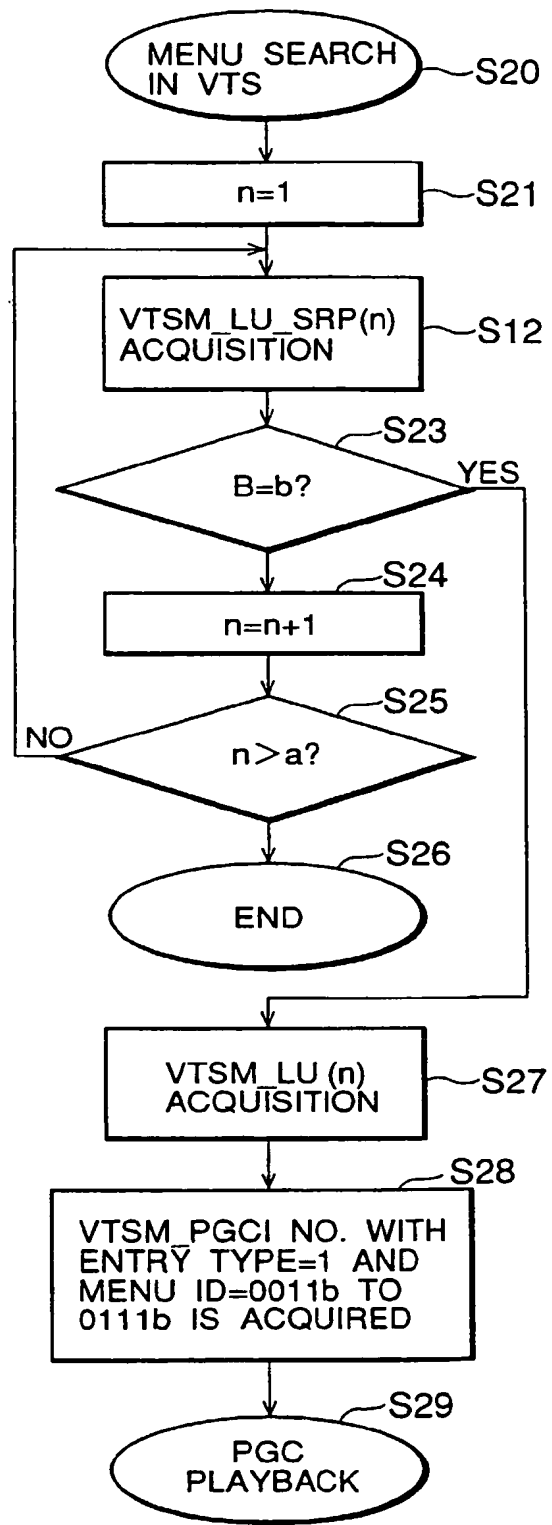 MENU SEARCH
IN VTS
S20
n=1
S21
VTSM_LU_SRP(n)
ACQUISITION
S12
S23
B=b?
YES
S24
n=n+1
S25
NO
n>a?
S26
END
VTSM_LU (n)
ACQUISITION
S27
S28
VTSM_PGCI NO. WITH
ENTRY TYPE=1 AND
MENU ID=0011b TO
0111b IS ACQUIRED
S29
PGC
PLAYBACK